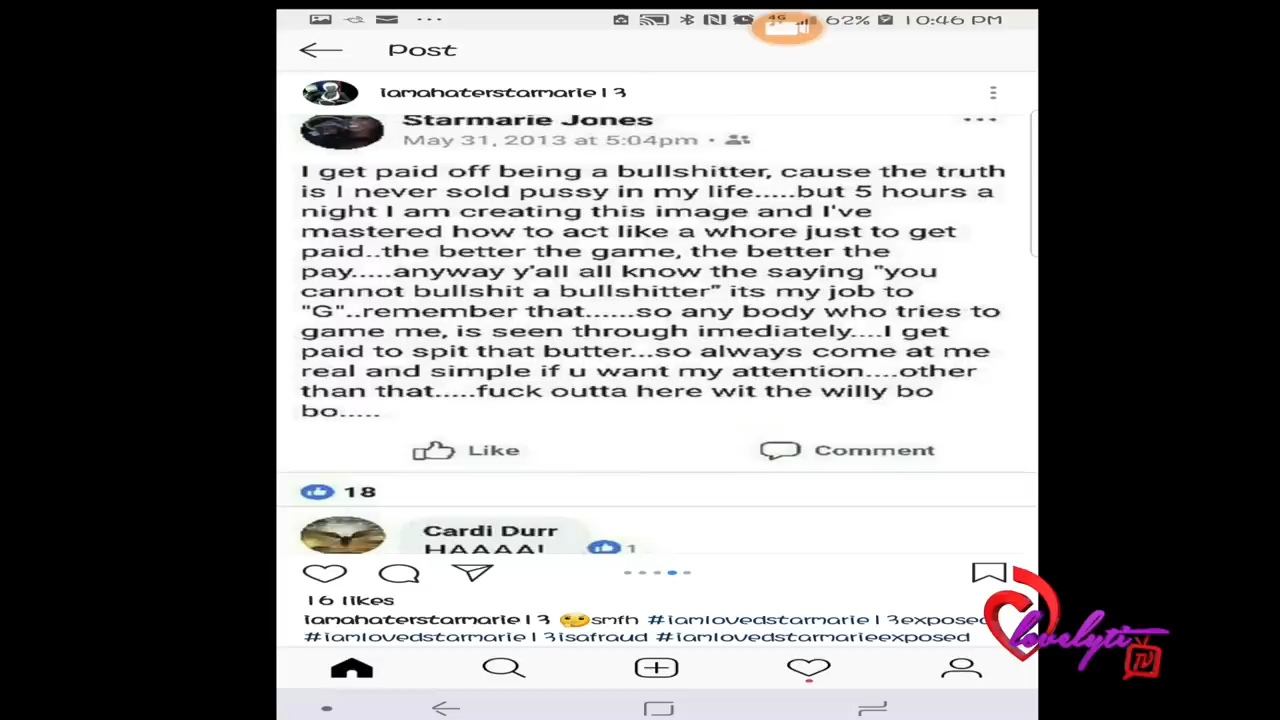 4G 62% 10:46 PM
Post
iamahaterstarmarie13
Starmarie Jones
May 31, 2013 at 5:04pm
I get paid off being a bullshitter, cause the truth
is I never sold pussy in my life.....but 5 hours a
night I am creating this image and I've
mastered how to act like a whore just to get
paid..the better the game, the better the
pay.....anyway y'all all know the saying "you
cannot bullshit a bullshitter" its my job to
"G"..remember that......so any body who tries to
game me, is seen through imediately....I get
paid to spit that butter...so always come at me
real and simple if u want my attention....other
than that.....fuck outta here wit the willy bo
bo.....
Like Comment
18
Cardi Durr
HAAAA! 1
16 likes
iamahaterstarmarie13 smfh #iamlovedstarmarie13exposed
#iamlovedstarmarie13isafraud #iamlovedstarmarieexposed
lovelyti
TV